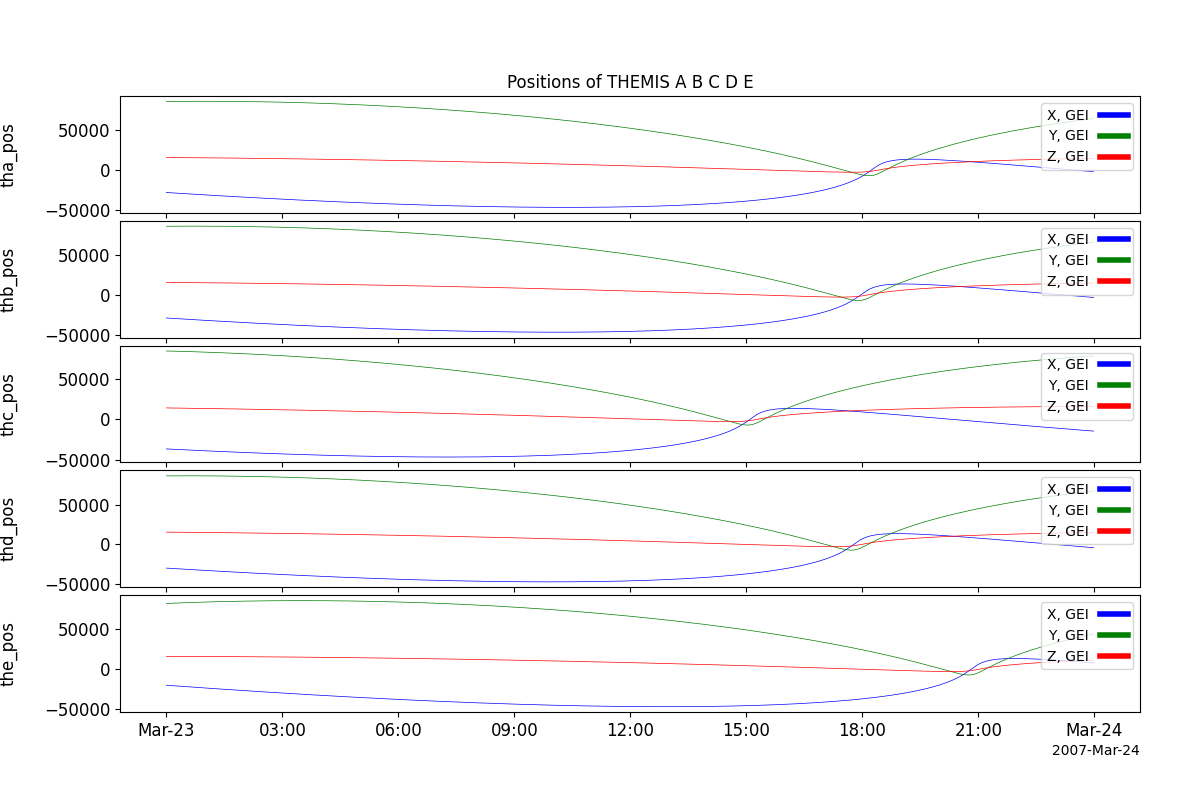 Positions of THEMIS A B C D E
tha_pos
50000
0
−50000
X, GEI
Y, GEI
Z, GEI
thb_pos
50000
0
−50000
X, GEI
Y, GEI
Z, GEI
thc_pos
50000
0
−50000
X, GEI
Y, GEI
Z, GEI
thd_pos
50000
0
−50000
X, GEI
Y, GEI
Z, GEI
the_pos
50000
0
−50000
X, GEI
Y, GEI
Z, GEI
Mar-23 03:00 06:00 09:00 12:00 15:00 18:00 21:00 Mar-24
2007-Mar-24